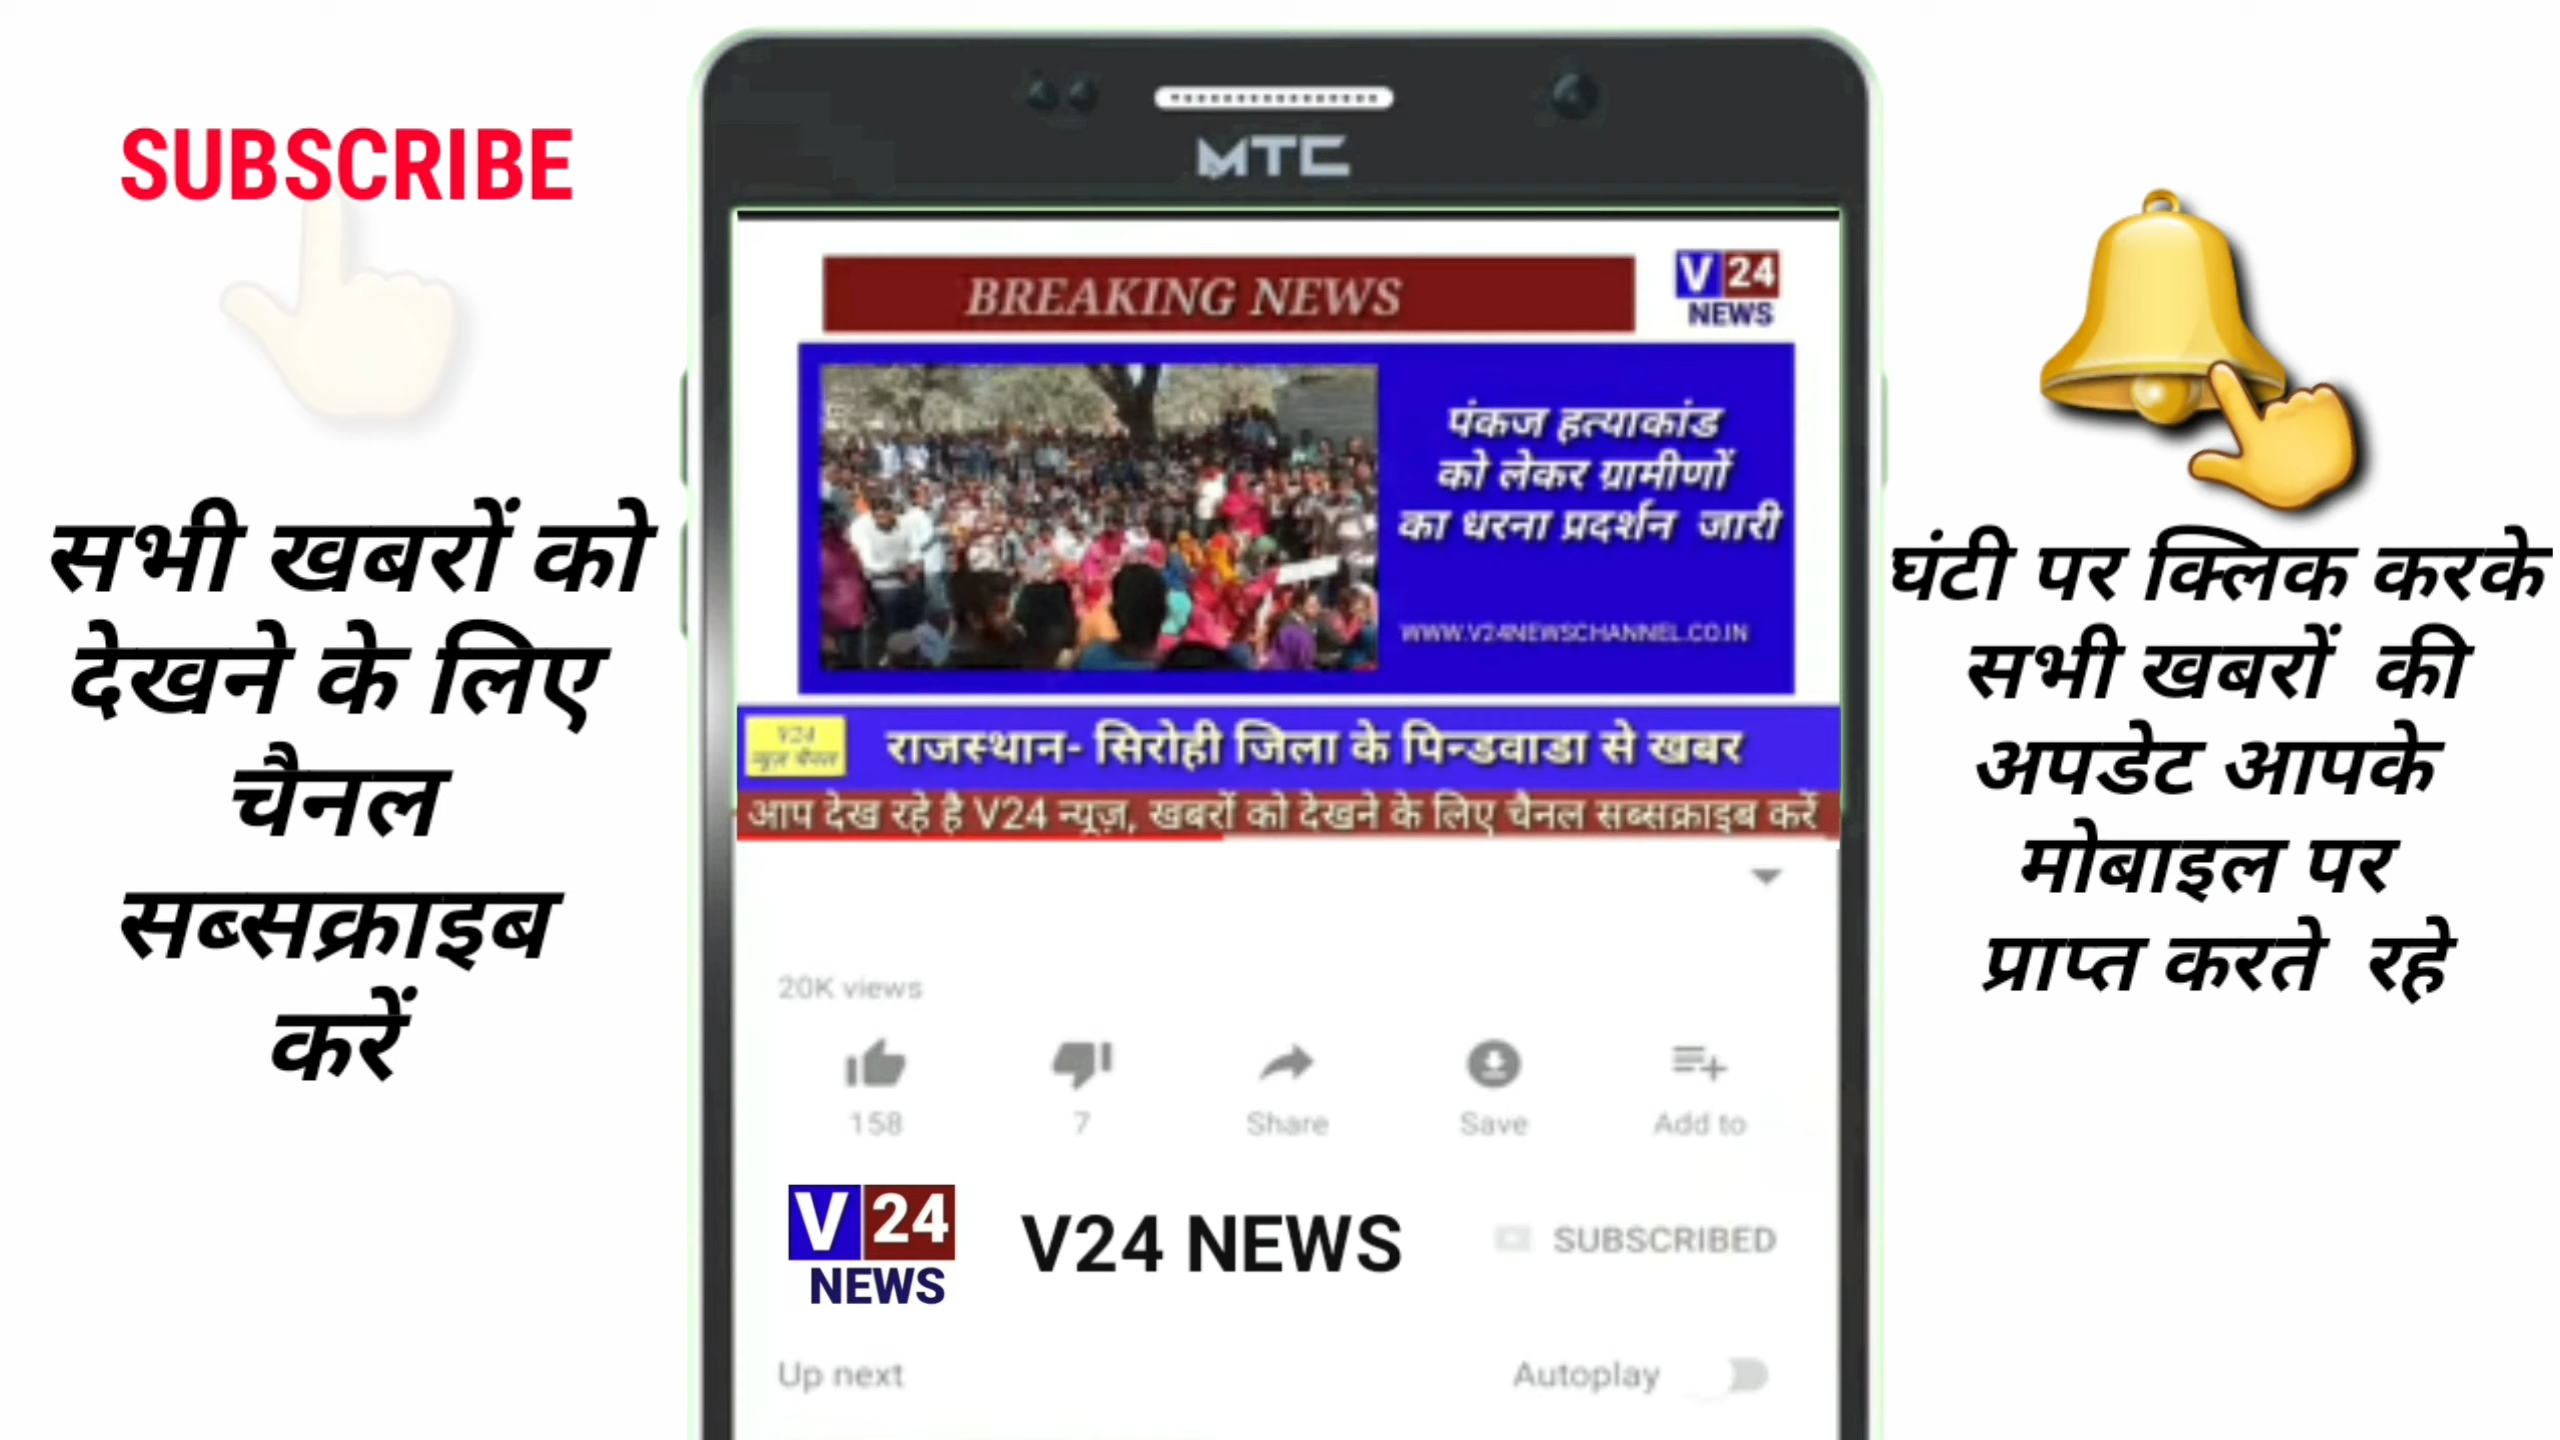 SUBSCRIBE
सभी खबरों को
देखने के लिए
चैनल
सब्सक्राइब
करें
MTC
BREAKING NEWS
V 24
NEWS
पंकज हत्याकांड
को लेकर ग्रामीणों
का धरना प्रदर्शन जारी
WWW.V24NEWSCHANNEL.CO.IN
V24
न्यूज़ चैनल
राजस्थान- सिरोही जिला के पिन्डवाडा से खबर
आप देख रहे है V24 न्यूज़, खबरों को देखने के लिए चैनल सब्सक्राइब करें
20K views
158
7
Share
Save
Add to
V 24
NEWS
V24 NEWS
SUBSCRIBED
Up next
Autoplay
घंटी पर क्लिक करके
सभी खबरों की
अपडेट आपके
मोबाइल पर
प्राप्त करते रहे